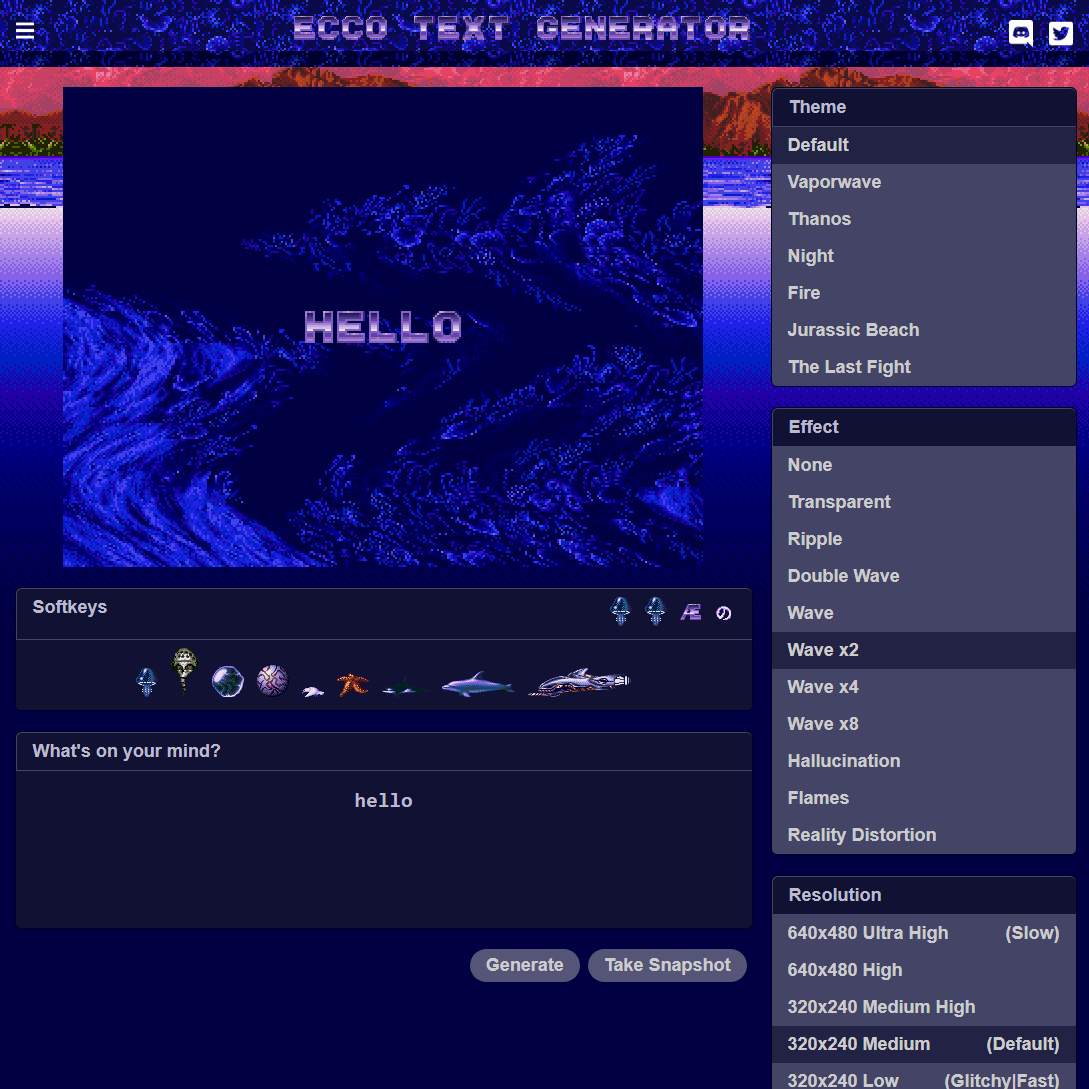 ECCO TEXT GENERATOR
HELLO
Softkeys
Æ の
What's on your mind?
hello
Generate
Take Snapshot
Theme
Default
Vaporwave
Thanos
Night
Fire
Jurassic Beach
The Last Fight
Effect
None
Transparent
Ripple
Double Wave
Wave
Wave x2
Wave x4
Wave x8
Hallucination
Flames
Reality Distortion
Resolution
640x480 Ultra High (Slow)
640x480 High
320x240 Medium High
320x240 Medium (Default)
320x240 Low (Glitchy|Fast)